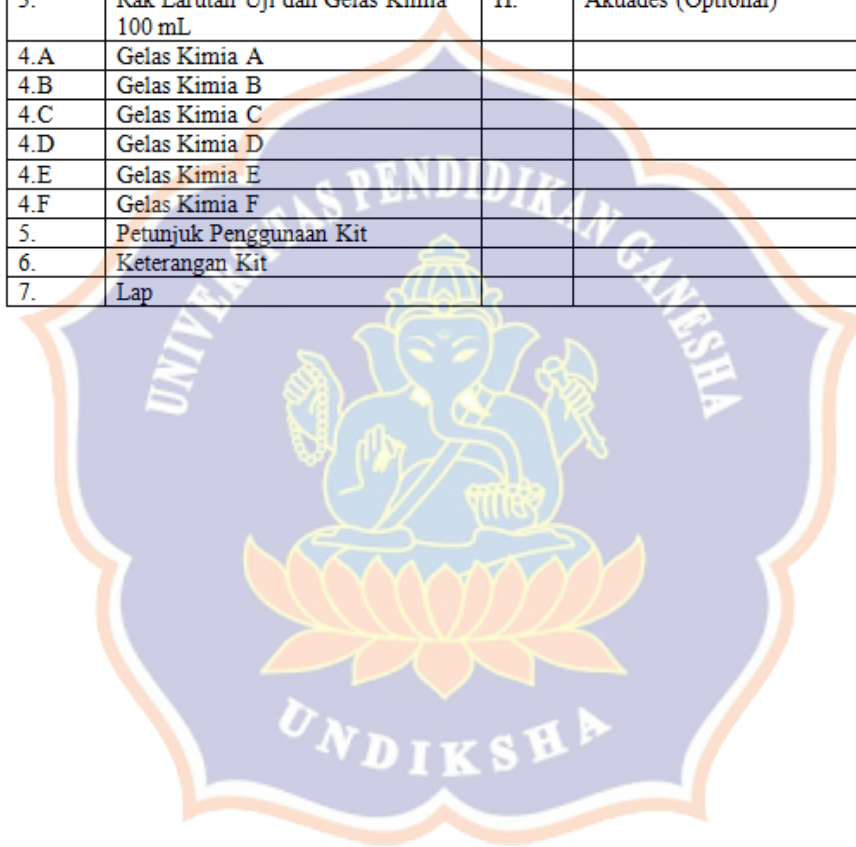 3. Rak Larutan Uji dan Gelas Kimia H. Akuades (Optional)
100 mL
4.A Gelas Kimia A
4.B Gelas Kimia B
4.C Gelas Kimia C
4.D Gelas Kimia D
4.E Gelas Kimia E
4.F Gelas Kimia F
5. Petunjuk Penggunaan Kit
6. Keterangan Kit
7. Lap
UNIVERSITAS PENDIDIKAN GANESHA
UNDIKSHA